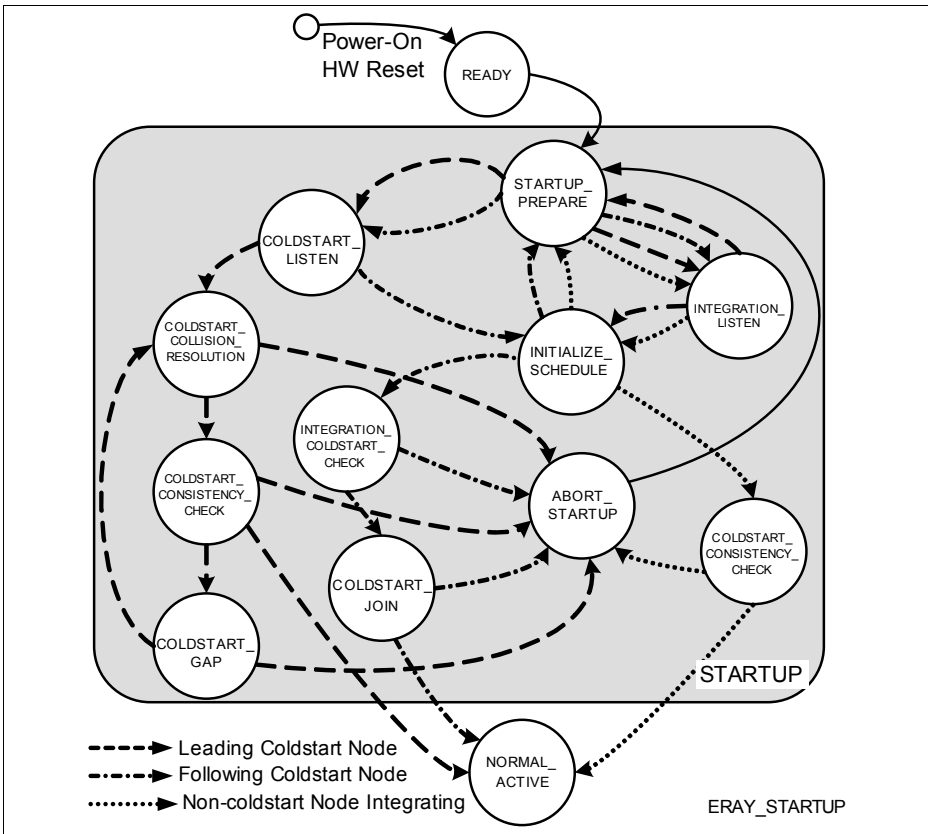 Power-On
HW Reset
READY
STARTUP_
PREPARE
COLDSTART_
LISTEN
COLDSTART_
COLLISION_
RESOLUTION
INITIALIZE_
SCHEDULE
INTEGRATION_
LISTEN
INTEGRATION_
COLDSTART_
CHECK
COLDSTART_
CONSISTENCY_
CHECK
ABORT_
STARTUP
COLDSTART_
CONSISTENCY_
CHECK
COLDSTART_
JOIN
COLDSTART_
GAP
STARTUP
Leading Coldstart Node
Following Coldstart Node
Non-coldstart Node Integrating
NORMAL_
ACTIVE
ERAY_STARTUP